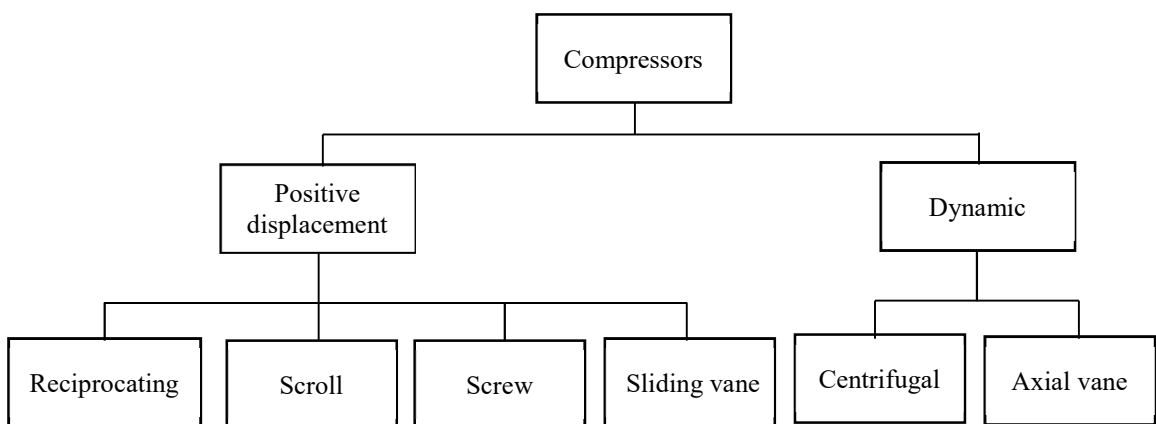 Compressors
Positive
displacement
Dynamic
Reciprocating
Scroll
Screw
Sliding vane
Centrifugal
Axial vane